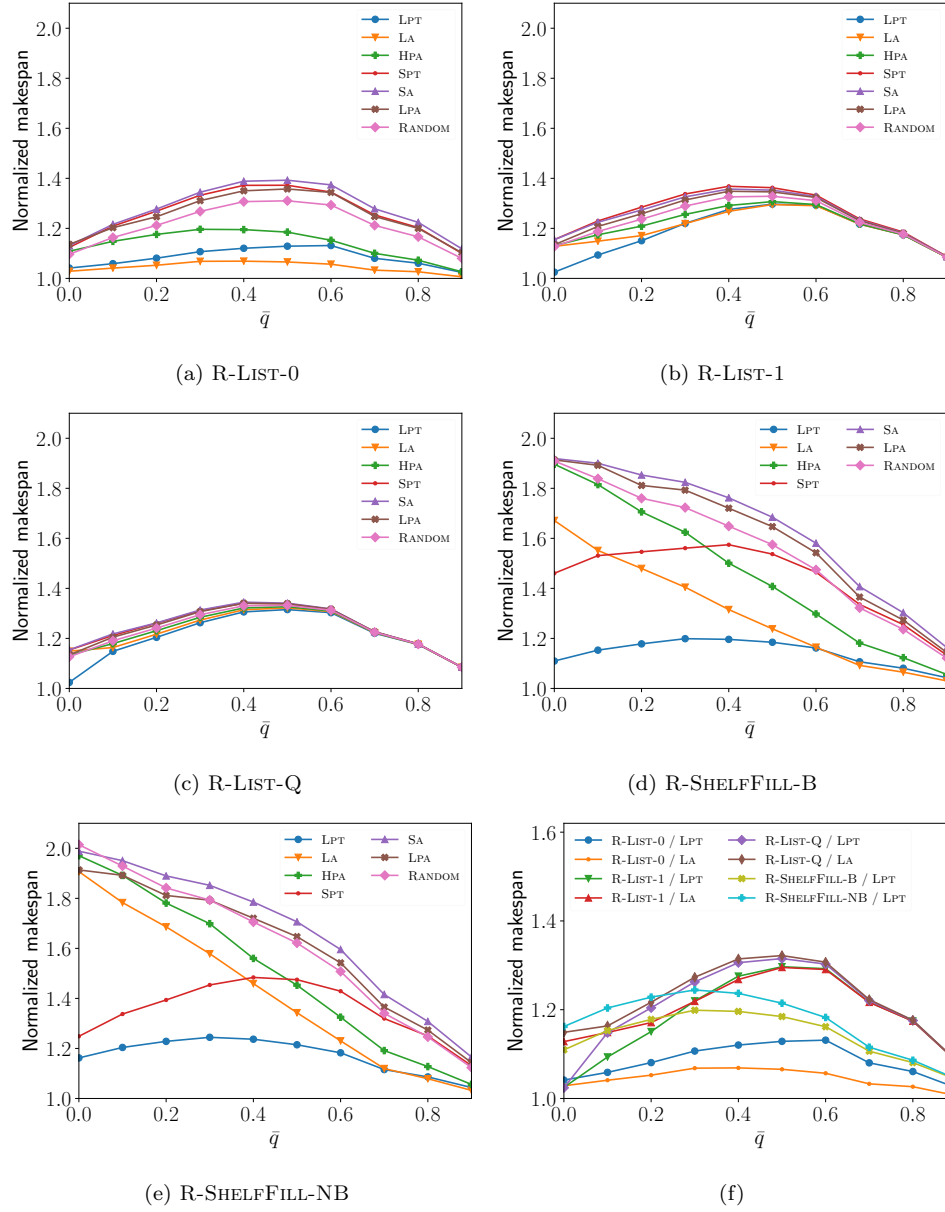 2.0
1.8
1.6
1.4
1.2
1.0
Normalized makespan
0.0 0.2 0.4 0.6 0.8
q̄
LPT
LA
HPA
SPT
SA
LPA
RANDOM
(a) R-LIST-0
2.0
1.8
1.6
1.4
1.2
1.0
Normalized makespan
0.0 0.2 0.4 0.6 0.8
q̄
LPT
LA
HPA
SPT
SA
LPA
RANDOM
(b) R-LIST-1
2.0
1.8
1.6
1.4
1.2
1.0
Normalized makespan
0.0 0.2 0.4 0.6 0.8
q̄
LPT
LA
HPA
SPT
SA
LPA
RANDOM
(c) R-LIST-Q
2.0
1.8
1.6
1.4
1.2
1.0
Normalized makespan
0.0 0.2 0.4 0.6 0.8
q̄
LPT
LA
HPA
SPT
SA
LPA
RANDOM
(d) R-SHELFFILL-B
2.0
1.8
1.6
1.4
1.2
1.0
Normalized makespan
0.0 0.2 0.4 0.6 0.8
q̄
LPT
LA
HPA
SPT
SA
LPA
RANDOM
(e) R-SHELFFILL-NB
1.6
1.4
1.2
1.0
Normalized makespan
0.0 0.2 0.4 0.6 0.8
q̄
R-LIST-0 / LPT
R-LIST-0 / LA
R-LIST-1 / LPT
R-LIST-1 / LA
R-LIST-Q / LPT
R-LIST-Q / LA
R-SHELFFILL-B / LPT
R-SHELFFILL-NB / LPT
(f)